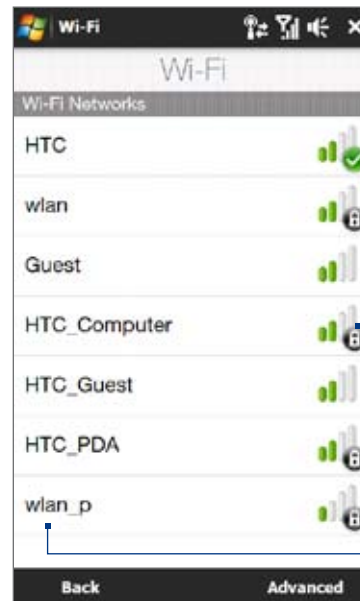 Wi-Fi
Wi-Fi
Wi-Fi Networks
HTC
wlan
Guest
HTC_Computer
HTC_Guest
HTC_PDA
wlan_p
Back Advanced